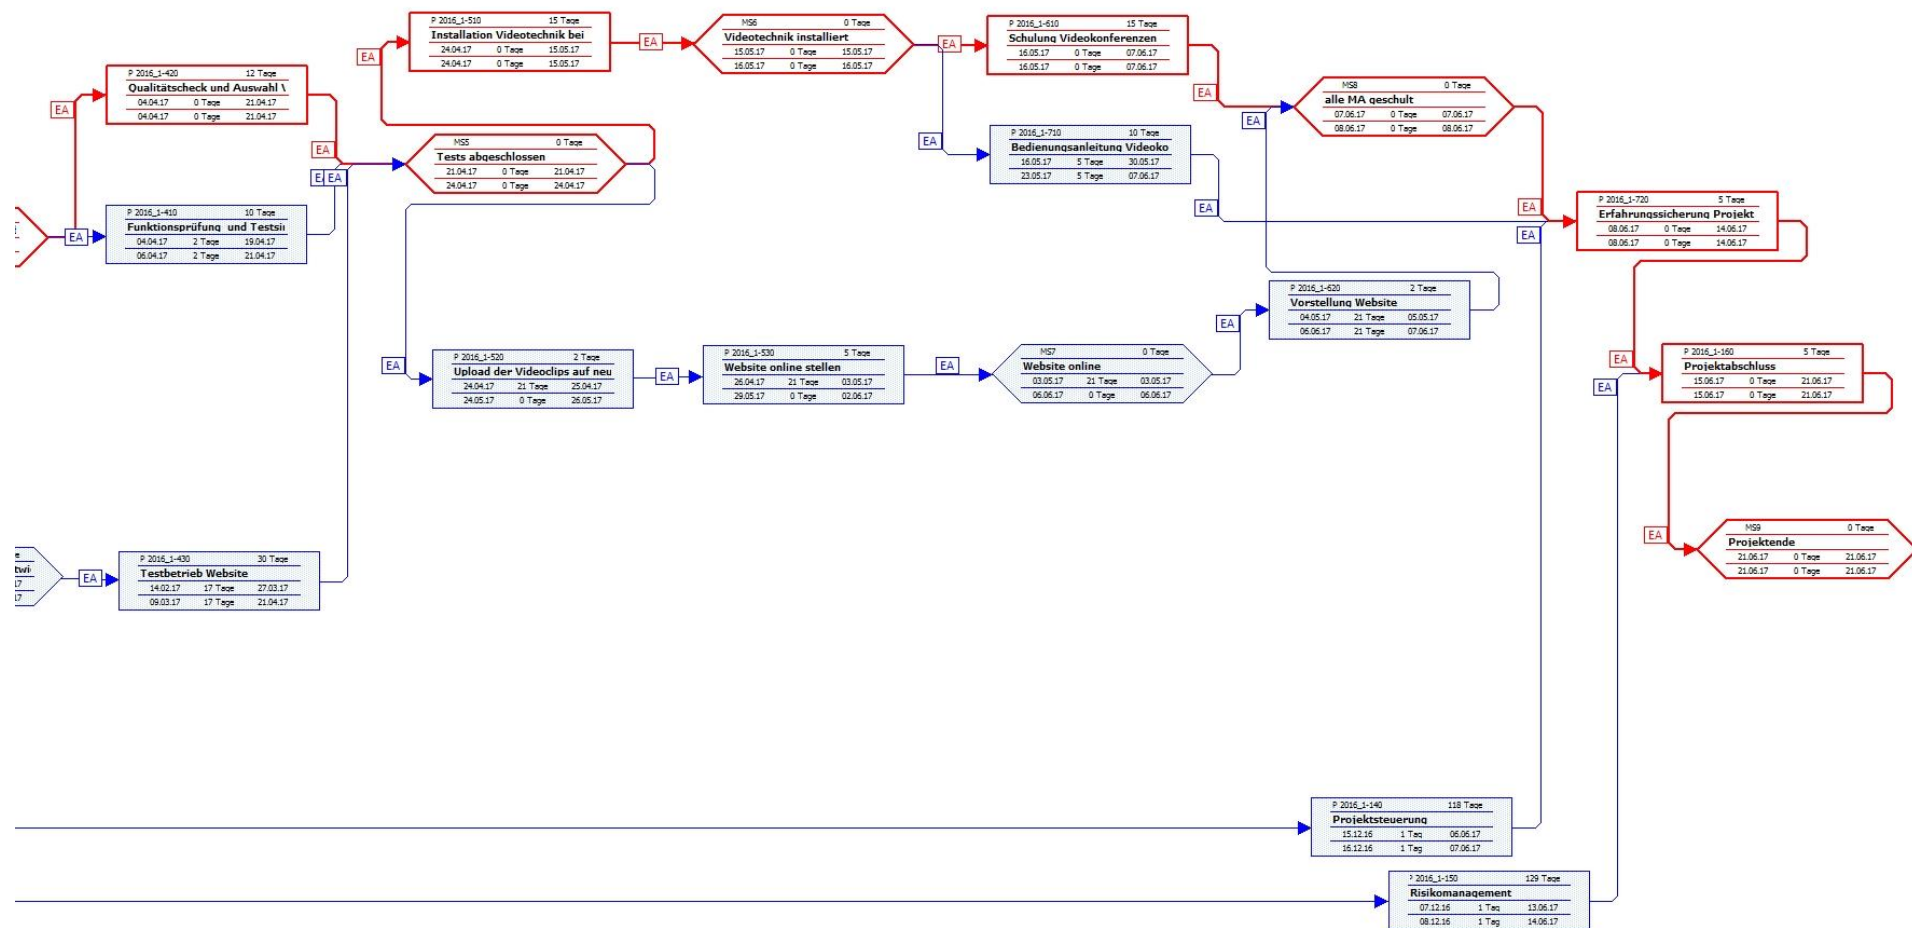 P 2016_1-510 15 Tage
Installation Videotechnik bei
24.04.17 0 Tage 15.05.17
24.04.17 0 Tage 15.05.17
EA
EA
MS6 0 Tage
Videotechnik installiert
15.05.17 0 Tage 15.05.17
16.05.17 0 Tage 16.05.17
EA
P 2016_1-610 15 Tage
Schulung Videokonferenzen
16.05.17 0 Tage 07.06.17
16.05.17 0 Tage 07.06.17
EA
P 2016_1-420 12 Tage
Qualitätscheck und Auswahl
04.04.17 0 Tage 21.04.17
04.04.17 0 Tage 21.04.17
EA
EA
MS8 0 Tage
alle MA geschult
07.06.17 0 Tage 07.06.17
08.06.17 0 Tage 08.06.17
EA
MS5 0 Tage
Tests abgeschlossen
21.04.17 0 Tage 21.04.17
24.04.17 0 Tage 24.04.17
EA
EA
P 2016_1-710 10 Tage
Bedienungsanleitung Videoko
16.05.17 5 Tage 30.05.17
23.05.17 5 Tage 07.06.17
EA
EA
P 2016_1-410 10 Tage
Funktionsprüfung und Testsi
04.04.17 2 Tage 19.04.17
06.04.17 2 Tage 21.04.17
EA
EA
EA
P 2016_1-720 5 Tage
Erfahrungssicherung Projekt
08.06.17 0 Tage 14.06.17
08.06.17 0 Tage 14.06.17
P 2016_1-620 2 Tage
Vorstellung Website
04.05.17 21 Tage 05.05.17
06.06.17 21 Tage 07.06.17
EA
EA
P 2016_1-520 2 Tage
Upload der Videoclips auf neu
24.04.17 21 Tage 25.04.17
24.05.17 0 Tage 26.05.17
EA
P 2016_1-530 5 Tage
Website online stellen
26.04.17 21 Tage 03.05.17
29.05.17 0 Tage 02.06.17
EA
MS7 0 Tage
Website online
03.05.17 21 Tage 03.05.17
06.06.17 0 Tage 06.06.17
EA
EA
P 2016_1-160 5 Tage
Projektabschluss
15.06.17 0 Tage 21.06.17
15.06.17 0 Tage 21.06.17
EA
MS9 0 Tage
Projektende
21.06.17 0 Tage 21.06.17
21.06.17 0 Tage 21.06.17
EA
P 2016_1-430 30 Tage
Testbetrieb Website
14.02.17 17 Tage 27.03.17
09.03.17 17 Tage 21.04.17
P 2016_1-140 118 Tage
Projektsteuerung
15.12.16 1 Tag 06.06.17
16.12.16 1 Tag 07.06.17
2016_1-150 129 Tage
Risikomanagement
07.12.16 1 Tag 13.06.17
08.12.16 1 Tag 14.06.17